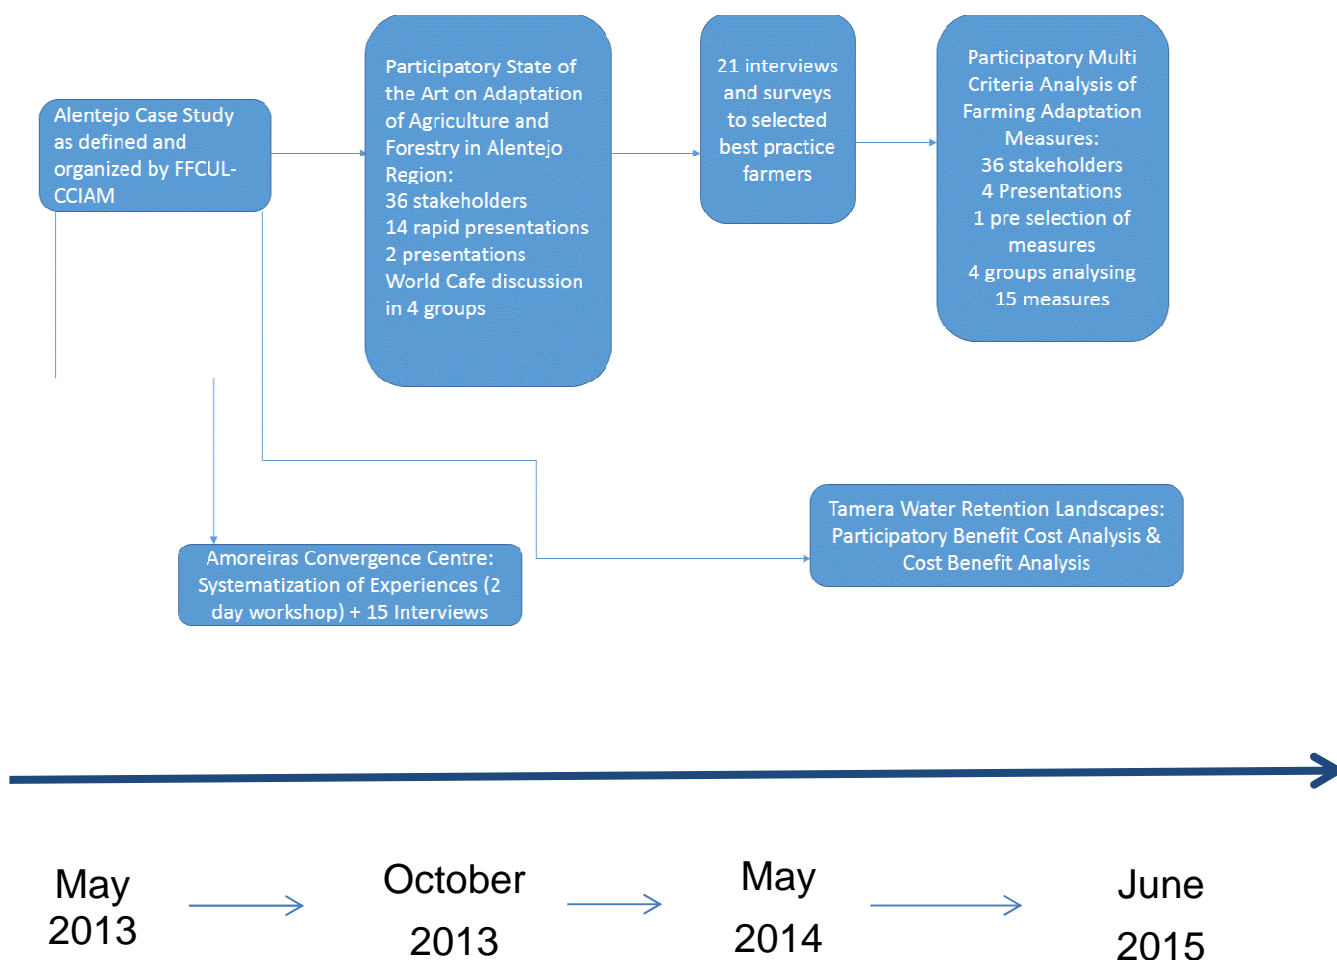 Alentejo Case Study
as defined and
organized by FFCUL-
CCIAM
Participatory State of
the Art on Adaptation
of Agriculture and
Forestry in Alentejo
Region:
36 stakeholders
14 rapid presentations
2 presentations
World Cafe discussion
in 4 groups
21 interviews
and surveys
to selected
best practice
farmers
Participatory Multi
Criteria Analysis of
Farming Adaptation
Measures:
36 stakeholders
4 Presentations
1 pre selection of
measures
4 groups analysing
15 measures
Amoreiras Convergence Centre:
Systematization of Experiences (2
day workshop) + 15 Interviews
Tamera Water Retention Landscapes:
Participatory Benefit Cost Analysis &
Cost Benefit Analysis
May
2013
October
2013
May
2014
June
2015